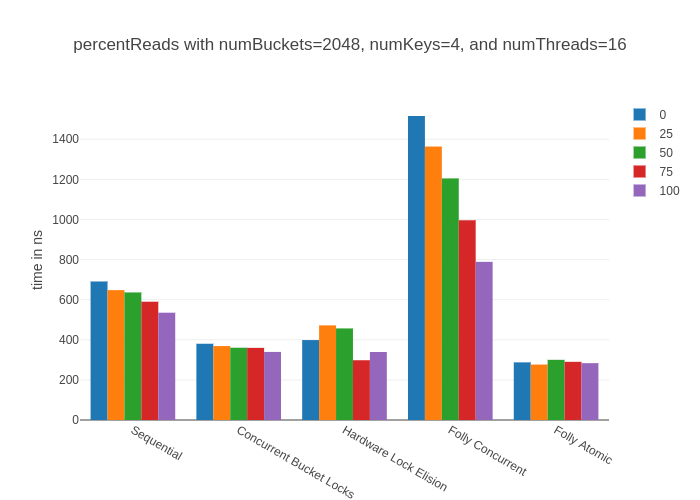 percentReads with numBuckets=2048, numKeys=4, and numThreads=16
time in ns
1400
1200
1000
800
600
400
200
0
Sequential
Concurrent Bucket Locks
Hardware Lock Elision
Folly Concurrent
Folly Atomic
0
25
50
75
100